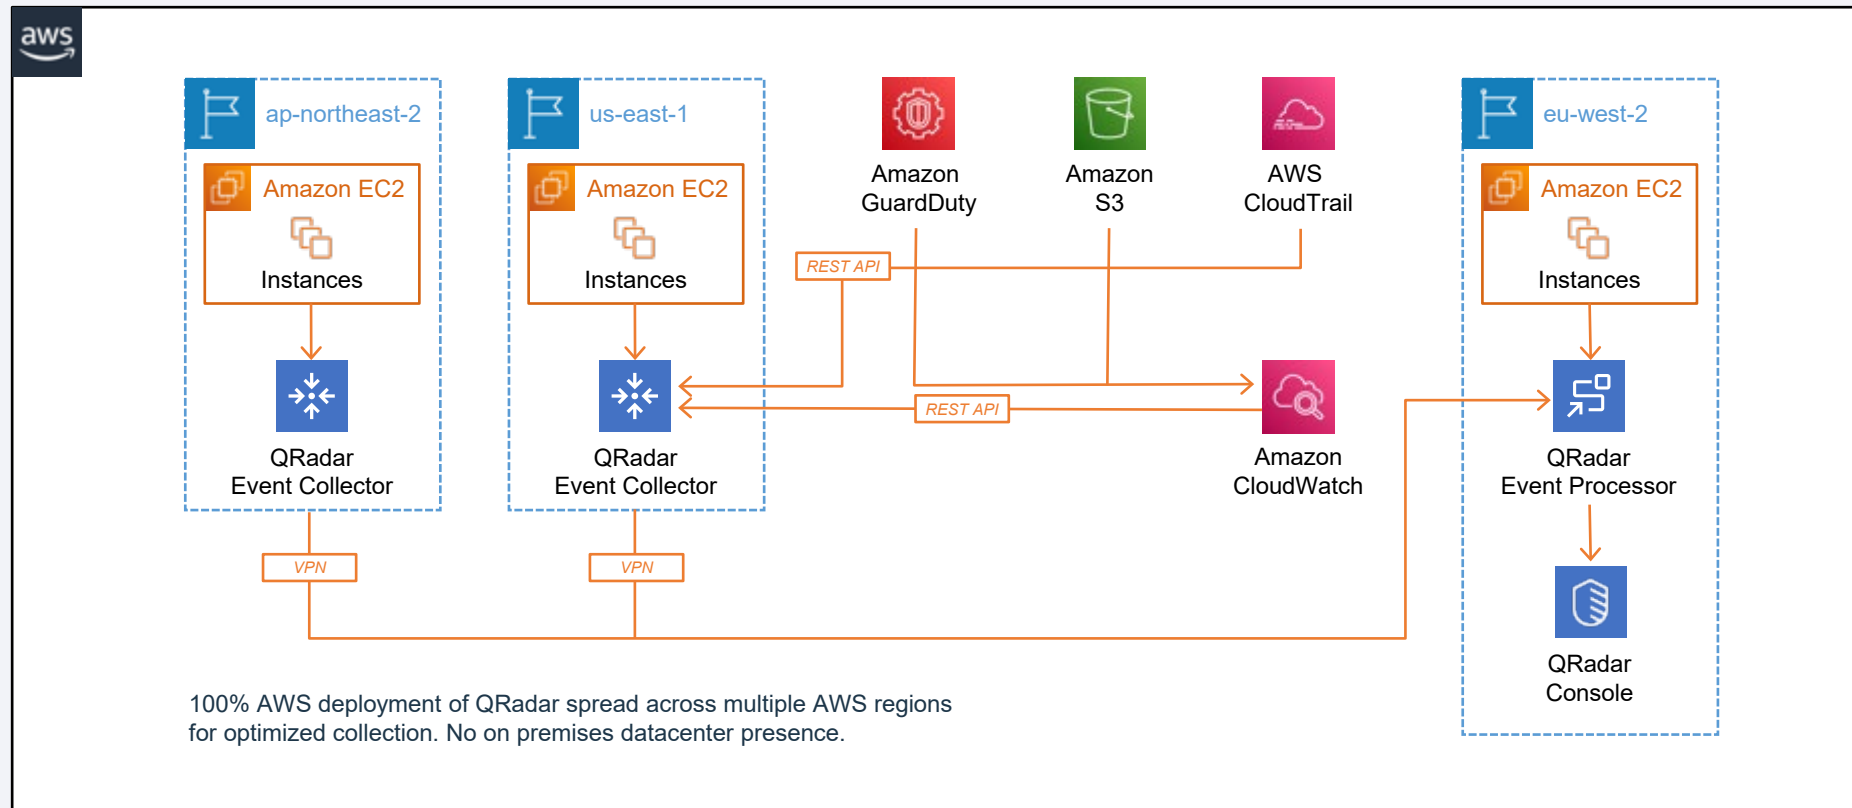 aws
ap-northeast-2
Amazon EC2
Instances
QRadar
Event Collector
VPN
us-east-1
Amazon EC2
Instances
QRadar
Event Collector
VPN
Amazon
GuardDuty
Amazon
S3
AWS
CloudTrail
REST API
REST API
Amazon
CloudWatch
eu-west-2
Amazon EC2
Instances
QRadar
Event Processor
QRadar
Console
100% AWS deployment of QRadar spread across multiple AWS regions
for optimized collection. No on premises datacenter presence.